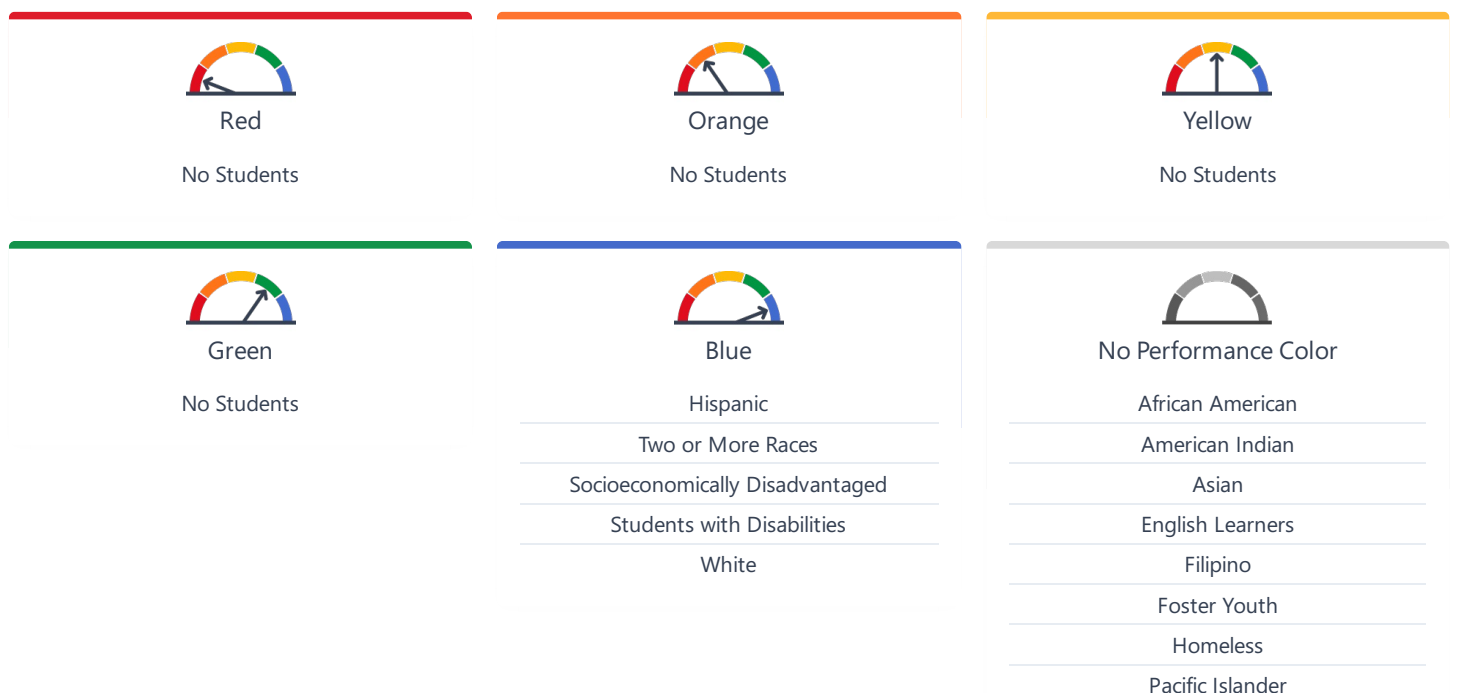 Red
No Students
Orange
No Students
Yellow
No Students
Green
No Students
Blue
Hispanic
Two or More Races
Socioeconomically Disadvantaged
Students with Disabilities
White
No Performance Color
African American
American Indian
Asian
English Learners
Filipino
Foster Youth
Homeless
Pacific Islander